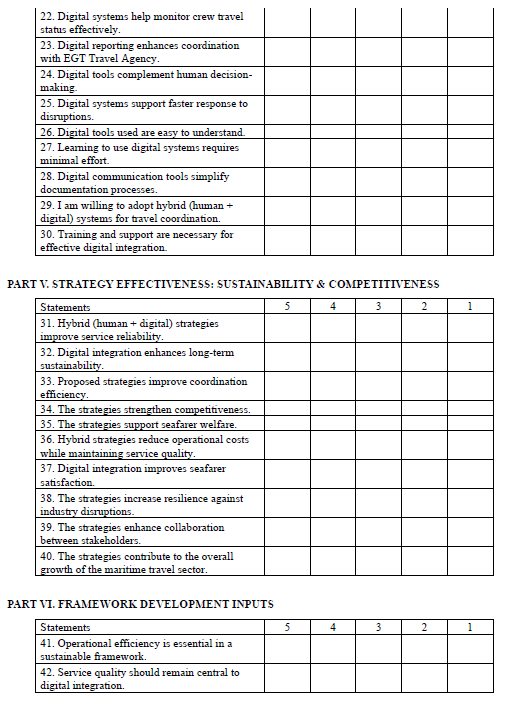 22. Digital systems help monitor crew travel
status effectively.
23. Digital reporting enhances coordination
with EGT Travel Agency.
24. Digital tools complement human decision-
making.
25. Digital systems support faster response to
disruptions.
26. Digital tools used are easy to understand.
27. Learning to use digital systems requires
minimal effort.
28. Digital communication tools simplify
documentation processes.
29. I am willing to adopt hybrid (human +
digital) systems for travel coordination.
30. Training and support are necessary for
effective digital integration.
PART V. STRATEGY EFFECTIVENESS: SUSTAINABILITY & COMPETITIVENESS
Statements 5 4 3 2 1
31. Hybrid (human + digital) strategies
improve service reliability.
32. Digital integration enhances long-term
sustainability.
33. Proposed strategies improve coordination
efficiency.
34. The strategies strengthen competitiveness.
35. The strategies support seafarer welfare.
36. Hybrid strategies reduce operational costs
while maintaining service quality.
37. Digital integration improves seafarer
satisfaction.
38. The strategies increase resilience against
industry disruptions.
39. The strategies enhance collaboration
between stakeholders.
40. The strategies contribute to the overall
growth of the maritime travel sector.
PART VI. FRAMEWORK DEVELOPMENT INPUTS
Statements 5 4 3 2 1
41. Operational efficiency is essential in a
sustainable framework.
42. Service quality should remain central to
digital integration.